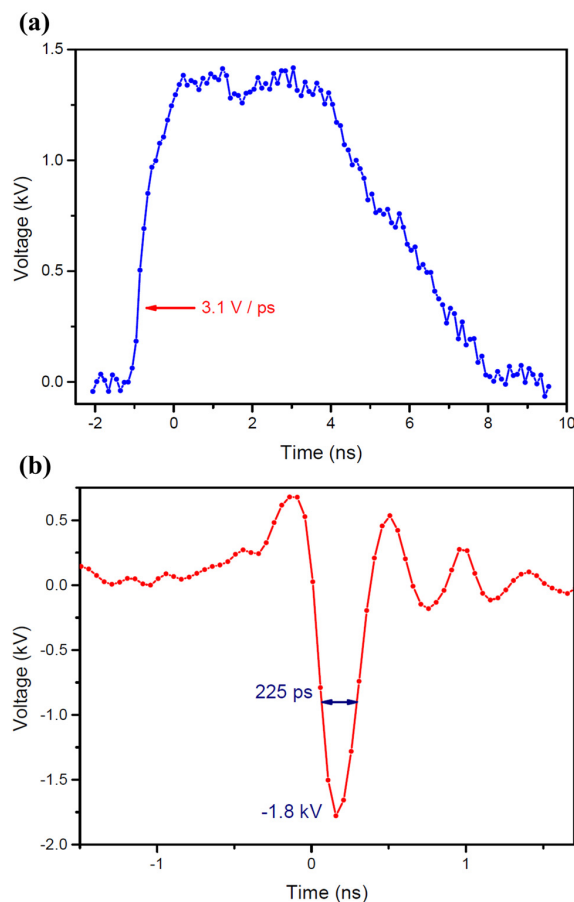 (a)
1.5
1.0
0.5
0.0
Voltage (kV)
3.1 V / ps
-2 0 2 4 6 8 10
Time (ns)
(b)
0.5
0.0
-0.5
-1.0
-1.5
-2.0
Voltage (kV)
225 ps
-1.8 kV
-1 0 1
Time (ns)